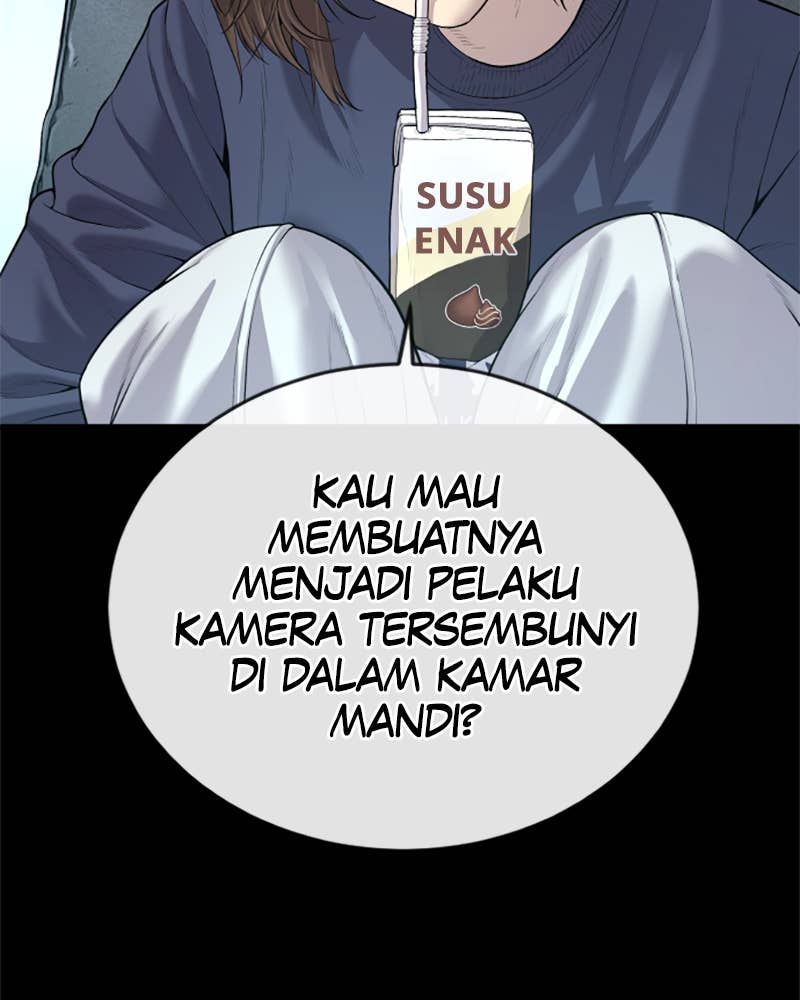 SUSU
ENAK
KAU MAU
MEMBUATNYA
MENJADI PELAKU
KAMERA TERSEMBUNYI
DI DALAM KAMAR
MANDI?